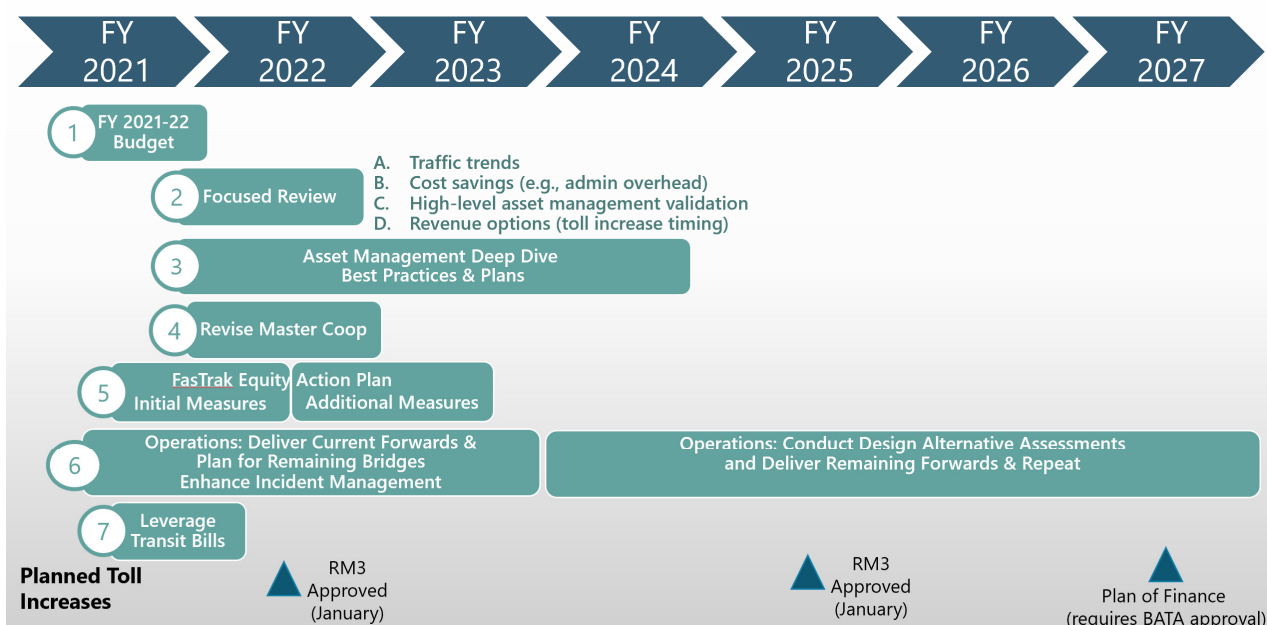 FY 2021
FY 2022
FY 2023
FY 2024
FY 2025
FY 2026
FY 2027
1
FY 2021-22
Budget
2
Focused Review
A. Traffic trends
B. Cost savings (e.g., admin overhead)
C. High-level asset management validation
D. Revenue options (toll increase timing)
3
Asset Management Deep Dive
Best Practices & Plans
4
Revise Master Coop
5
FasTrak Equity Action Plan
Initial Measures
Additional Measures
6
Operations: Deliver Current Forwards &
Plan for Remaining Bridges
Enhance Incident Management
Operations: Conduct Design Alternative Assessments
and Deliver Remaining Forwards & Repeat
7
Leverage
Transit Bills
Planned Toll
Increases
RM3
Approved
(January)
RM3
Approved
(January)
Plan of Finance
(requires BATA approval)